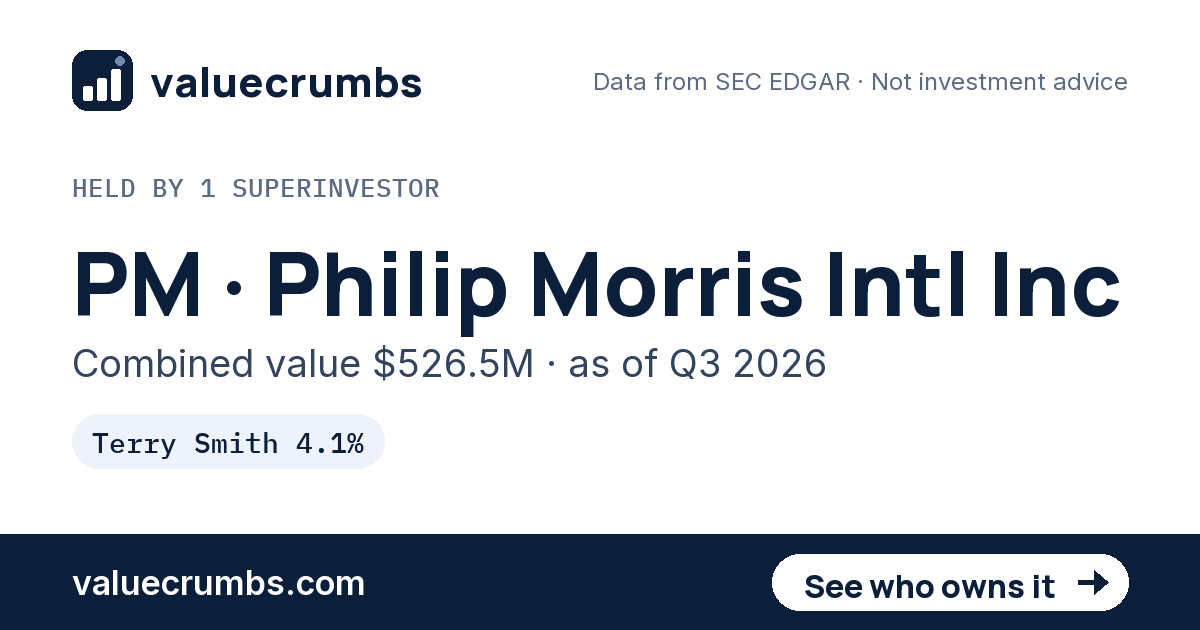 valuecrumbs
Data from SEC EDGAR · Not investment advice
HELD BY 1 SUPERINVESTOR
PM · Philip Morris Intl Inc
Combined value $526.5M · as of Q3 2026
Terry Smith 4.1%
valuecrumbs.com
See who owns it →